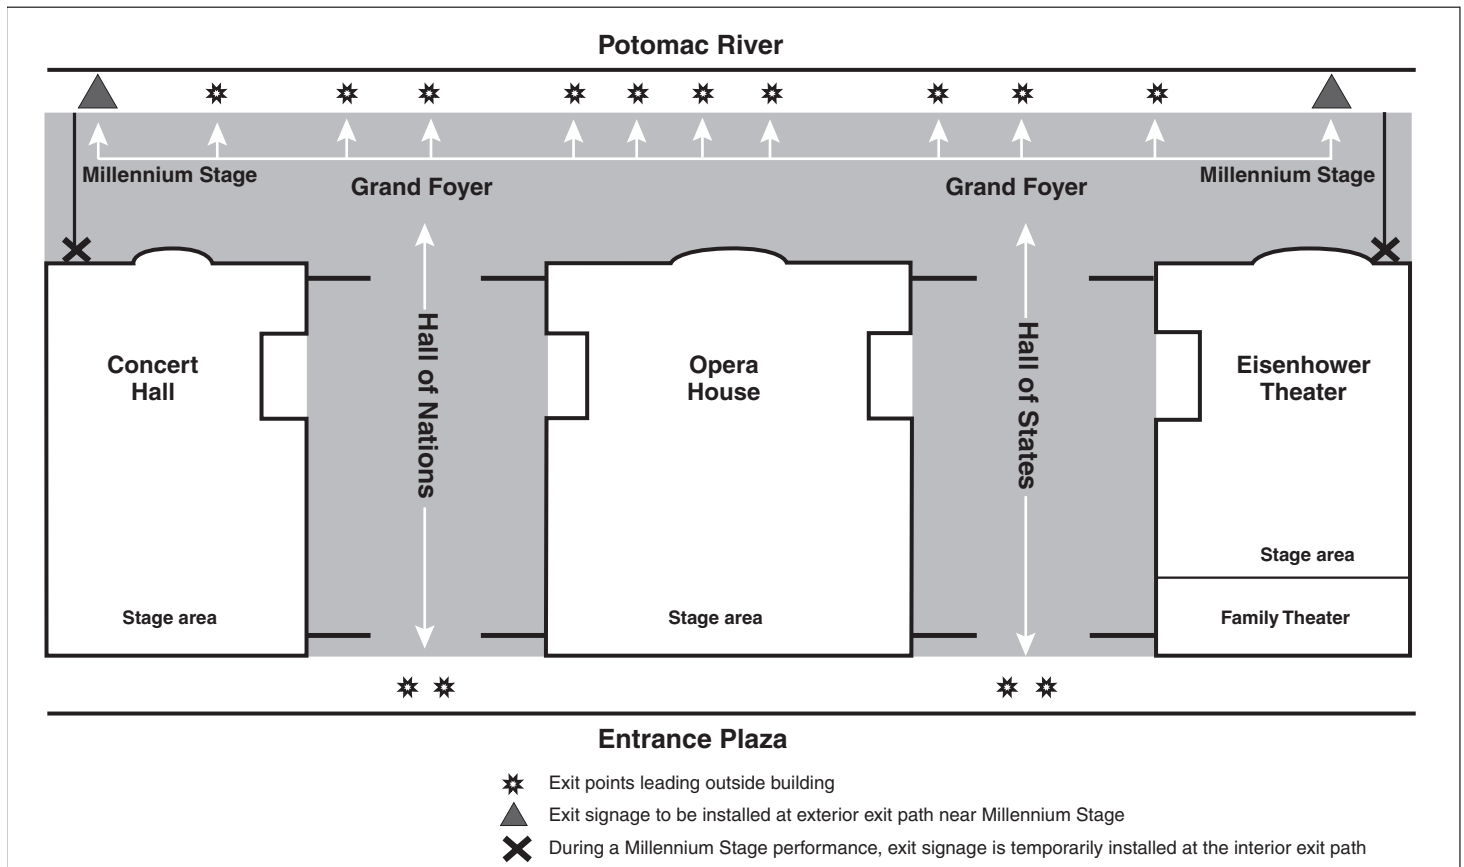 Potomac River
Millennium Stage
Grand Foyer
Grand Foyer
Millennium Stage
Concert
Hall
Hall of Nations
Opera
House
Hall of States
Eisenhower
Theater
Stage area
Stage area
Stage area
Family Theater
Entrance Plaza
Exit points leading outside building
Exit signage to be installed at exterior exit path near Millennium Stage
During a Millennium Stage performance, exit signage is temporarily installed at the interior exit path